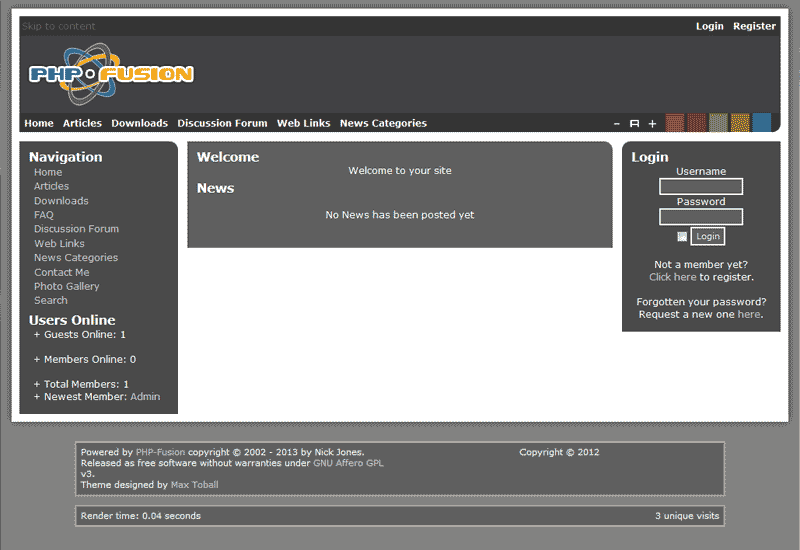 Skip to content
Login Register
PHP-FUSION
Home Articles Downloads Discussion Forum Web Links News Categories
- A +
Navigation
Home
Articles
Downloads
FAQ
Discussion Forum
Web Links
News Categories
Contact Me
Photo Gallery
Search
Users Online
+ Guests Online: 1
+ Members Online: 0
+ Total Members: 1
+ Newest Member: Admin
Welcome
Welcome to your site
News
No News has been posted yet
Login
Username
Password
Login
Not a member yet?
Click here to register.
Forgotten your password?
Request a new one here.
Powered by PHP-Fusion copyright © 2002 - 2013 by Nick Jones.
Released as free software without warranties under GNU Affero GPL
v3.
Theme designed by Max Toball
Copyright © 2012
Render time: 0.04 seconds
3 unique visits